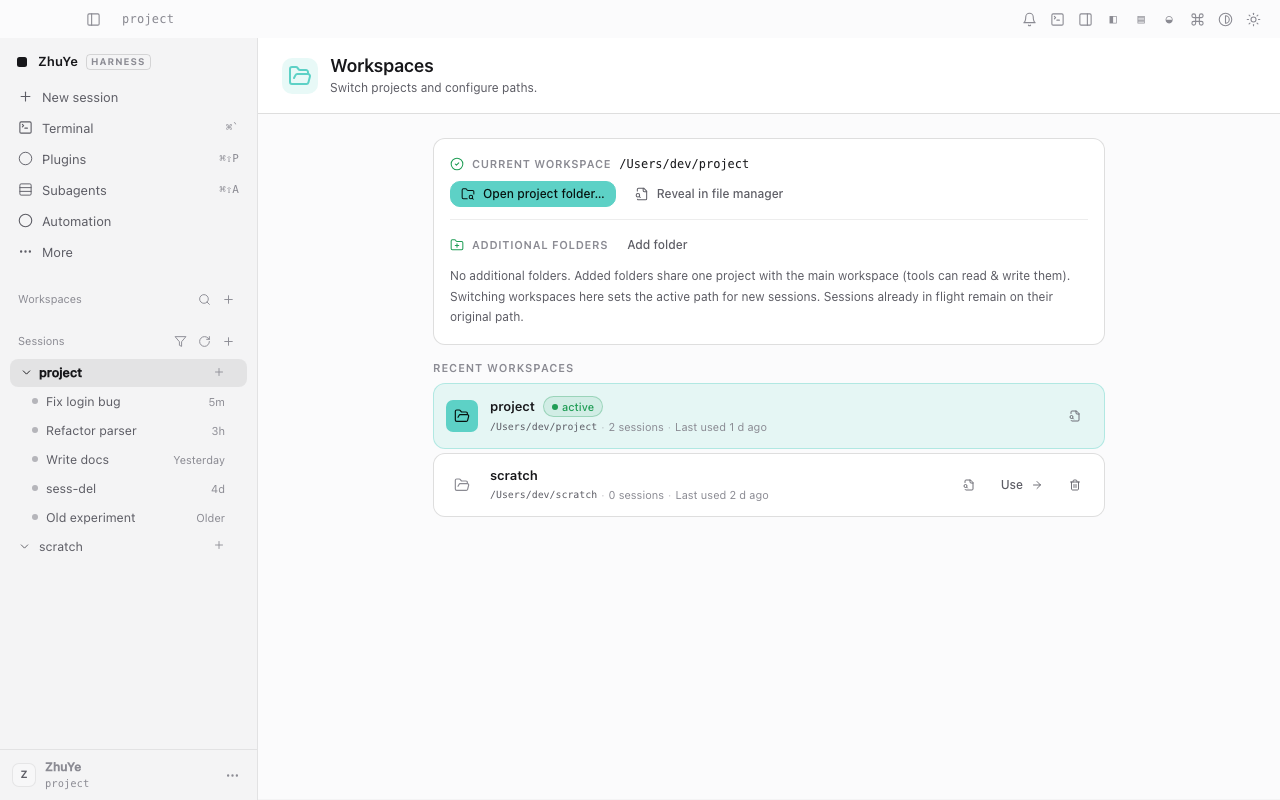 project
ZhuYe HARNESS
New session
Terminal ⌘`
Plugins ⌘⇧P
Subagents ⌘⇧A
Automation
More
Workspaces
Sessions
project
Fix login bug 5m
Refactor parser 3h
Write docs Yesterday
sess-del 4d
Old experiment Older
scratch
Z ZhuYe
project
Workspaces
Switch projects and configure paths.
CURRENT WORKSPACE /Users/dev/project
Open project folder... Reveal in file manager
ADDITIONAL FOLDERS Add folder
No additional folders. Added folders share one project with the main workspace (tools can read & write them).
Switching workspaces here sets the active path for new sessions. Sessions already in flight remain on their
original path.
RECENT WORKSPACES
project active
/Users/dev/project · 2 sessions · Last used 1 d ago
scratch
/Users/dev/scratch · 0 sessions · Last used 2 d ago
Use